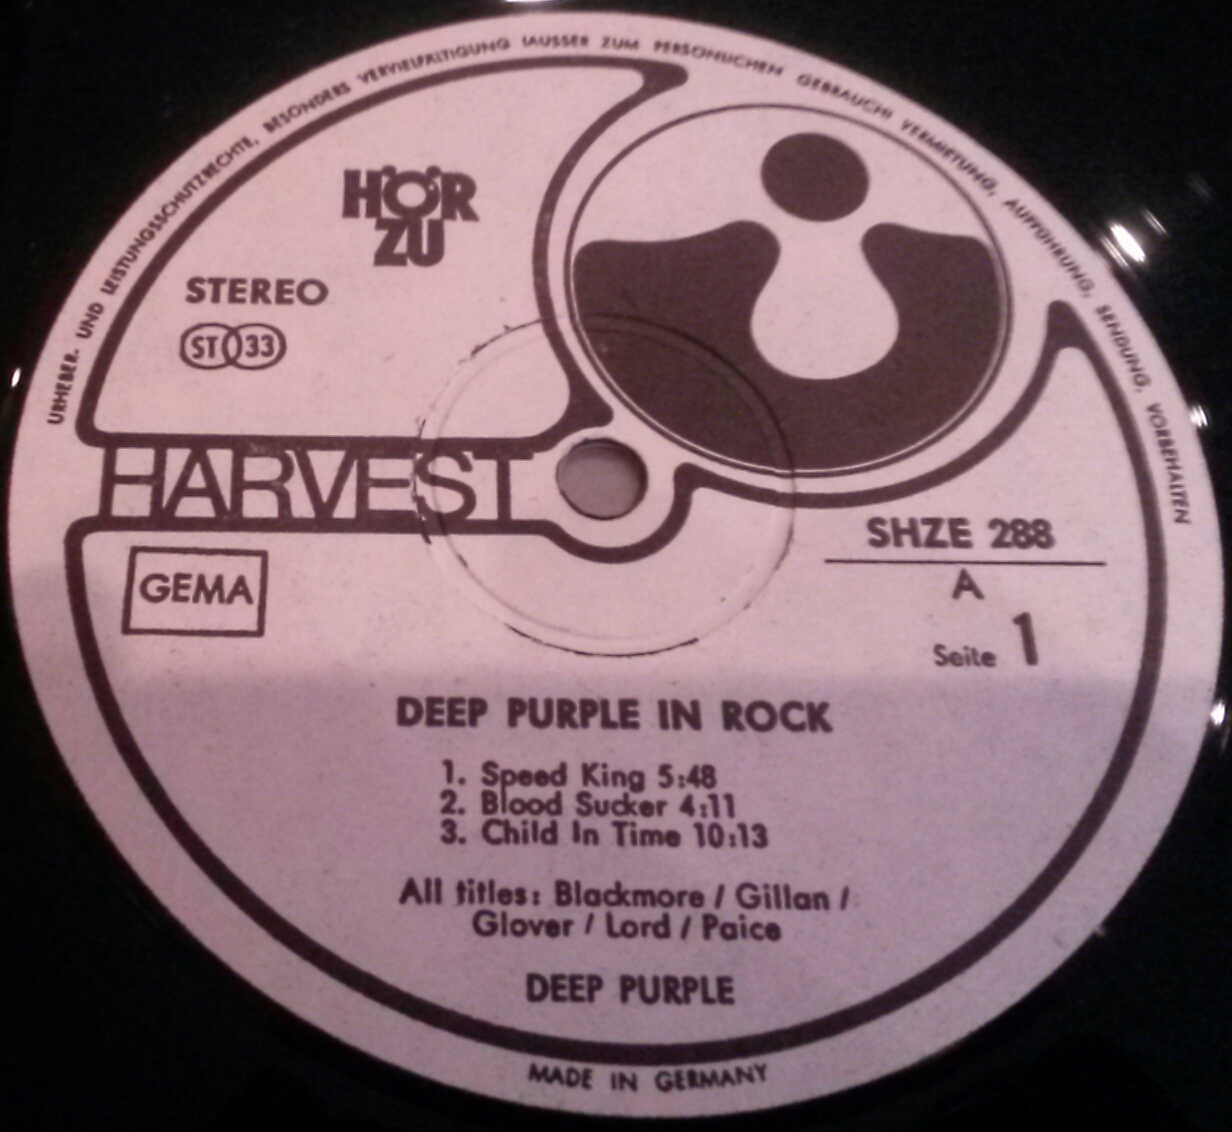 URHEBER- UND LEISTUNGSSCHUTZRECHTE, BESONDERS VERVIELFÄLTIGUNG (AUSSER ZUM PERSÖNLICHEN GEBRAUCH) VERMIETUNG, AUFFÜHRUNG, SENDUNG, VORBEHALTEN
HÖR
ZU
STEREO
ST 33
HARVEST
GEMA
SHZE 288
A
Seite 1
DEEP PURPLE IN ROCK
1. Speed King 5:48
2. Blood Sucker 4:11
3. Child In Time 10:13
All titles: Blackmore / Gillan /
Glover / Lord / Paice
DEEP PURPLE
MADE IN GERMANY